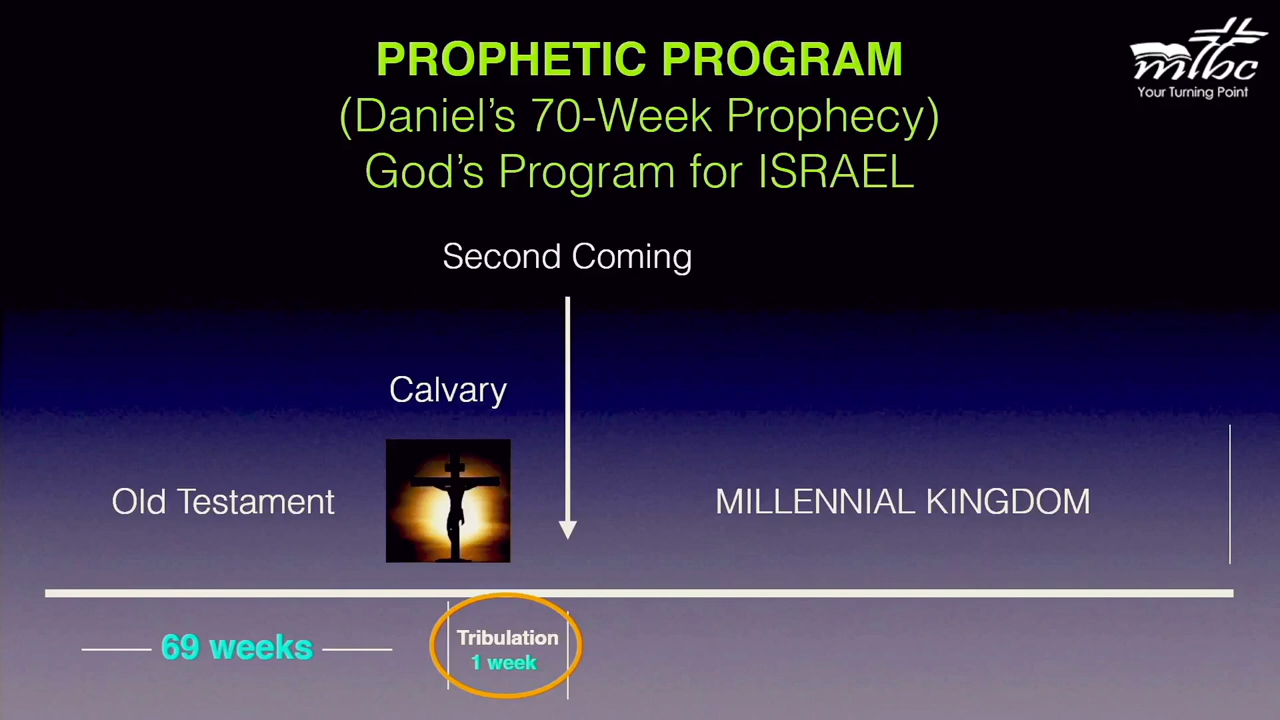 PROPHETIC PROGRAM
(Daniel's 70-Week Prophecy)
God's Program for ISRAEL
mlbc
Your Turning Point
Second Coming
Calvary
Old Testament
MILLENNIAL KINGDOM
69 weeks
Tribulation
1 week